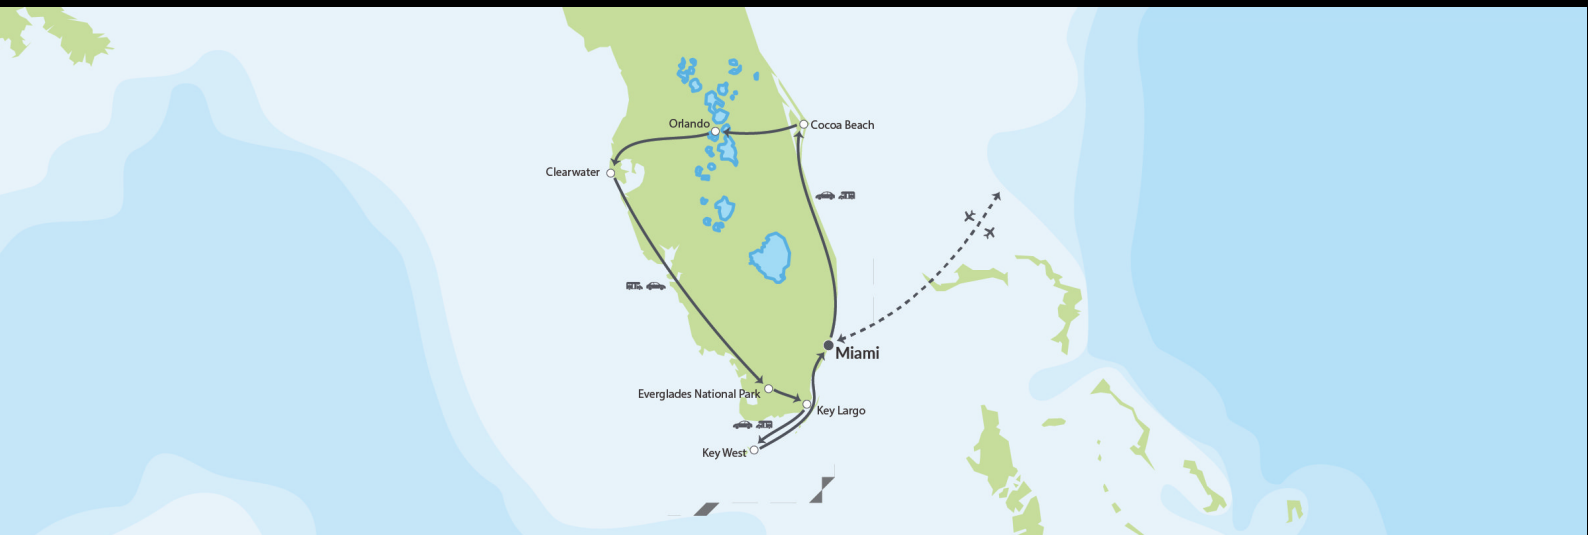 Orlando
Cocoa Beach
Clearwater
Miami
Everglades National Park
Key Largo
Key West